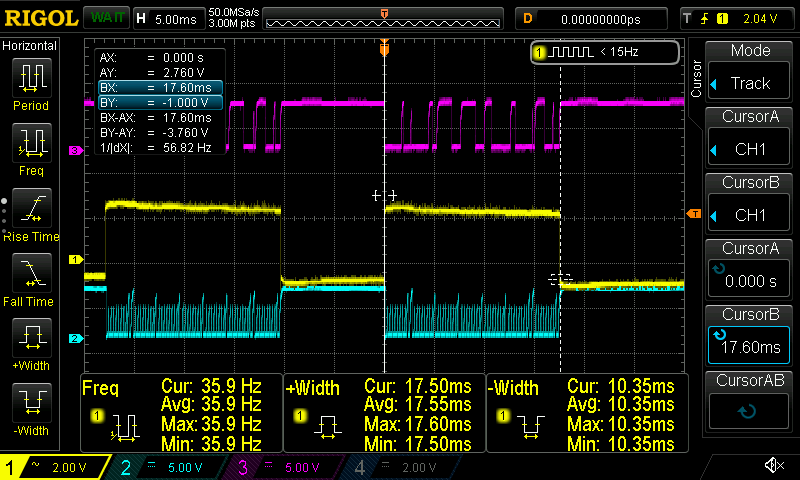 RIGOL WAIT H 5.00ms 50.0MSa/s 3.00M pts D 0.00000000ps T 1 2.04 V
Horizontal
Period
Freq
Rise Time
Fall Time
+Width
-Width
AX: = 0.000 s
AY: = 2.760 V
BX: = 17.60ms
BY: = -1.000 V
BX-AX: = 17.60ms
BY-AY: = -3.760 V
1/|dX|: = 56.82 Hz
1 < 15Hz
T
3
1
2
T
Cursor
Mode
Track
CursorA
CH1
CursorB
CH1
CursorA
0.000 s
CursorB
17.60ms
CursorAB
Freq
1
Cur: 35.9 Hz
Avg: 35.9 Hz
Max: 35.9 Hz
Min: 35.9 Hz
+Width
1
Cur: 17.50ms
Avg: 17.55ms
Max: 17.60ms
Min: 17.50ms
-Width
1
Cur: 10.35ms
Avg: 10.35ms
Max: 10.35ms
Min: 10.35ms
1 ~ 2.00 V 2 5.00 V 3 5.00 V 4 2.00 V